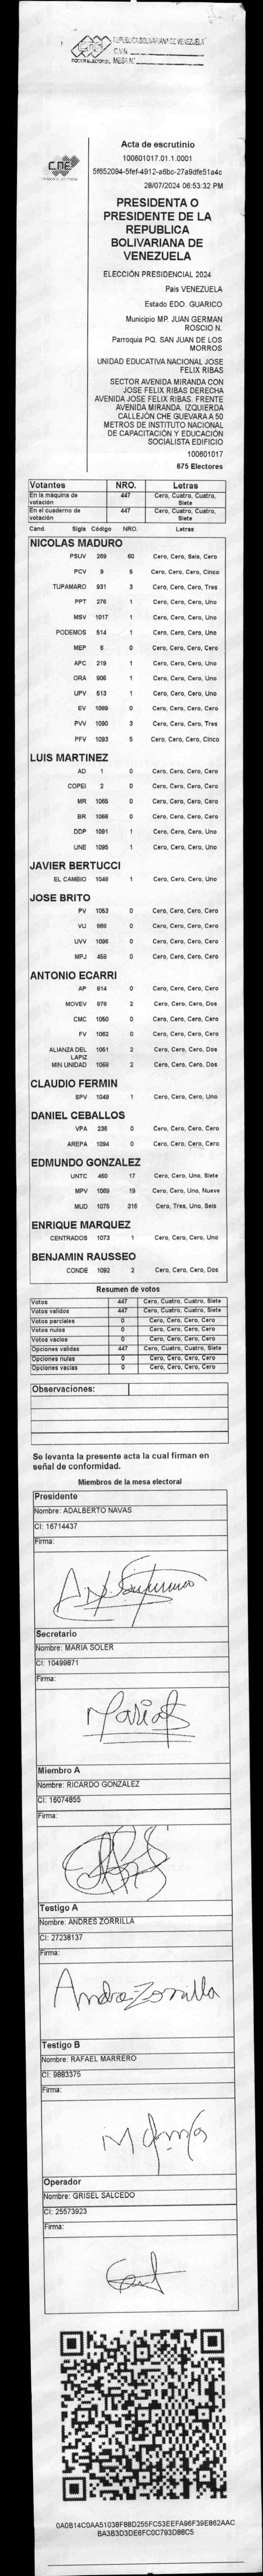 REPUBLICA BOLIVARIANA DE VENEZUELA
C.V.N.
PODER ELECTORAL MESA N°
CNE
Acta de escrutinio
100601017.01.1.0001
5f652094-5fef-4912-a6bc-27a9dfe51a4c
28/07/2024 06:53:32 PM
PRESIDENTA O
PRESIDENTE DE LA
REPUBLICA
BOLIVARIANA DE
VENEZUELA
ELECCIÓN PRESIDENCIAL 2024
Pais VENEZUELA
Estado EDO. GUARICO
Municipio MP. JUAN GERMAN
ROSCIO N.
Parroquia PQ. SAN JUAN DE LOS
MORROS
UNIDAD EDUCATIVA NACIONAL JOSE
FELIX RIBAS
SECTOR AVENIDA MIRANDA CON
JOSE FELIX RIBAS DERECHA
AVENIDA JOSE FELIX RIBAS. FRENTE
AVENIDA MIRANDA. IZQUIERDA
CALLEJÓN CHE GUEVARA A 50
METROS DE INSTITUTO NACIONAL
DE CAPACITACIÓN Y EDUCACIÓN
SOCIALISTA EDIFICIO
100601017
675 Electores
Votantes NRO. Letras
En la máquina de votación 447 Cero, Cuatro, Cuatro, Siete
En el cuaderno de votación 447 Cero, Cuatro, Cuatro, Siete
Cand. Sigla Código NRO. Letras
NICOLAS MADURO
PSUV 269 60 Cero, Cero, Seis, Cero
PCV 9 5 Cero, Cero, Cero, Cinco
TUPAMARO 931 3 Cero, Cero, Cero, Tres
PPT 276 1 Cero, Cero, Cero, Uno
MSV 1017 1 Cero, Cero, Cero, Uno
PODEMOS 514 1 Cero, Cero, Cero, Uno
MEP 6 0 Cero, Cero, Cero, Cero
APC 219 1 Cero, Cero, Cero, Uno
ORA 906 1 Cero, Cero, Cero, Uno
UPV 513 1 Cero, Cero, Cero, Uno
EV 1089 0 Cero, Cero, Cero, Cero
PVV 1090 3 Cero, Cero, Cero, Tres
PFV 1093 5 Cero, Cero, Cero, Cinco
LUIS MARTINEZ
AD 1 0 Cero, Cero, Cero, Cero
COPEI 2 0 Cero, Cero, Cero, Cero
MR 1065 0 Cero, Cero, Cero, Cero
BR 1066 0 Cero, Cero, Cero, Cero
DDP 1091 1 Cero, Cero, Cero, Uno
UNE 1095 1 Cero, Cero, Cero, Uno
JAVIER BERTUCCI
EL CAMBIO 1048 1 Cero, Cero, Cero, Uno
JOSE BRITO
PV 1053 0 Cero, Cero, Cero, Cero
VU 868 0 Cero, Cero, Cero, Cero
UVV 1096 0 Cero, Cero, Cero, Cero
MPJ 458 0 Cero, Cero, Cero, Cero
ANTONIO ECARRI
AP 814 0 Cero, Cero, Cero, Cero
MOVEV 878 2 Cero, Cero, Cero, Dos
CMC 1050 0 Cero, Cero, Cero, Cero
FV 1062 0 Cero, Cero, Cero, Cero
ALIANZA DEL LAPIZ 1051 2 Cero, Cero, Cero, Dos
MIN UNIDAD 1068 2 Cero, Cero, Cero, Dos
CLAUDIO FERMIN
SPV 1049 1 Cero, Cero, Cero, Uno
DANIEL CEBALLOS
VPA 236 0 Cero, Cero, Cero, Cero
AREPA 1094 0 Cero, Cero, Cero, Cero
EDMUNDO GONZALEZ
UNTC 460 17 Cero, Cero, Uno, Siete
MPV 1069 19 Cero, Cero, Uno, Nueve
MUD 1075 316 Cero, Tres, Uno, Seis
ENRIQUE MARQUEZ
CENTRADOS 1073 1 Cero, Cero, Cero, Uno
BENJAMIN RAUSSEO
CONDE 1092 2 Cero, Cero, Cero, Dos
Resumen de votos
Votos 447 Cero, Cuatro, Cuatro, Siete
Votos validos 447 Cero, Cuatro, Cuatro, Siete
Votos parciales 0 Cero, Cero, Cero, Cero
Votos nulos 0 Cero, Cero, Cero, Cero
Votos vacios 0 Cero, Cero, Cero, Cero
Opciones validas 447 Cero, Cuatro, Cuatro, Siete
Opciones nulas 0 Cero, Cero, Cero, Cero
Opciones vacias 0 Cero, Cero, Cero, Cero
Observaciones:
Se levanta la presente acta la cual firman en
señal de conformidad.
Miembros de la mesa electoral
Presidente
Nombre: ADALBERTO NAVAS
CI: 16714437
Firma:
Secretario
Nombre: MARIA SOLER
CI: 10499871
Firma:
Maria S
Miembro A
Nombre: RICARDO GONZALEZ
CI: 16074855
Firma:
Testigo A
Nombre: ANDRES ZORRILLA
CI: 27238137
Firma:
Andres Zorrilla
Testigo B
Nombre: RAFAEL MARRERO
CI: 9883375
Firma:
Operador
Nombre: GRISEL SALCEDO
CI: 25573923
Firma:
0A0B14C0AA51038F88D255FC53EEFA96F39E862AAC
BA3B3D3DE6FC0C793D88C5